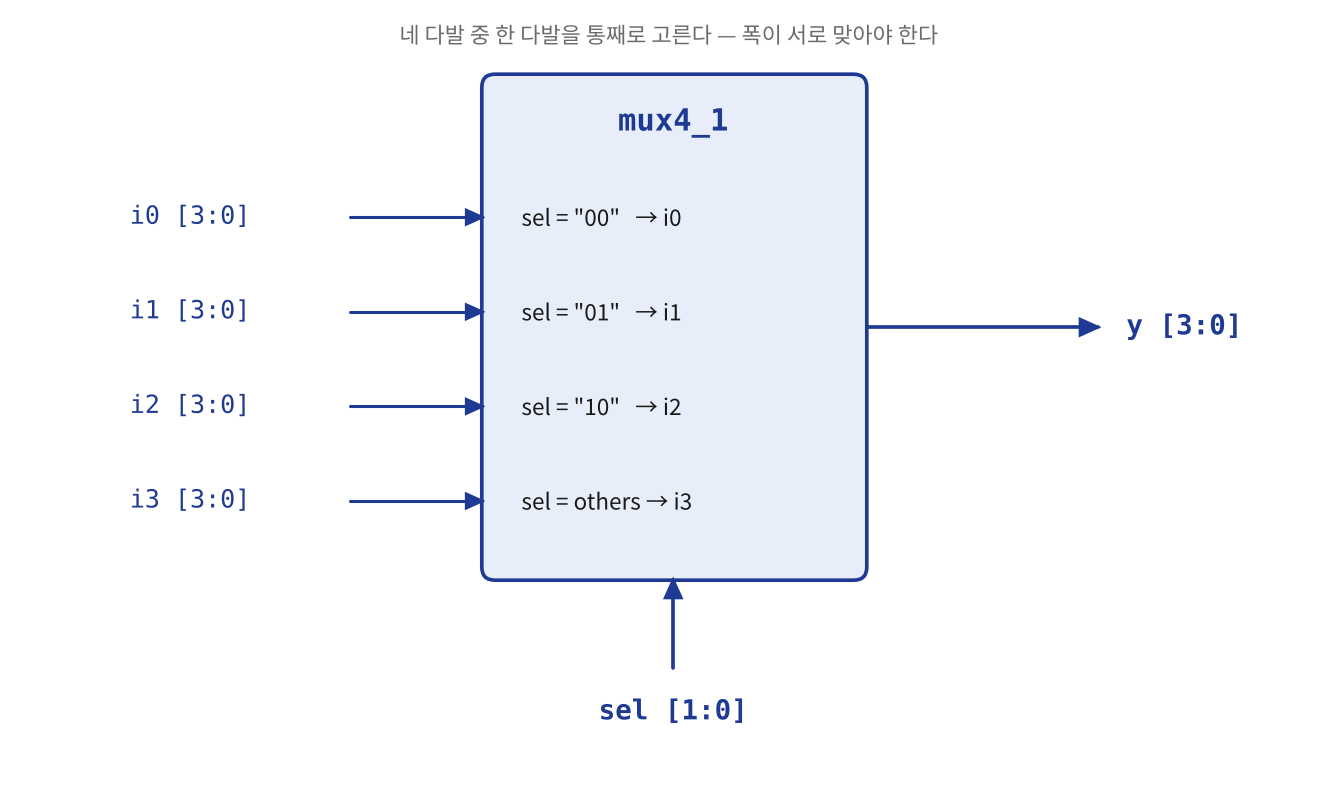 네 다발 중 한 다발을 통째로 고른다 — 폭이 서로 맞아야 한다
mux4_1
i0 [3:0]
sel = "00" → i0
i1 [3:0]
sel = "01" → i1
y [3:0]
i2 [3:0]
sel = "10" → i2
i3 [3:0]
sel = others → i3
sel [1:0]